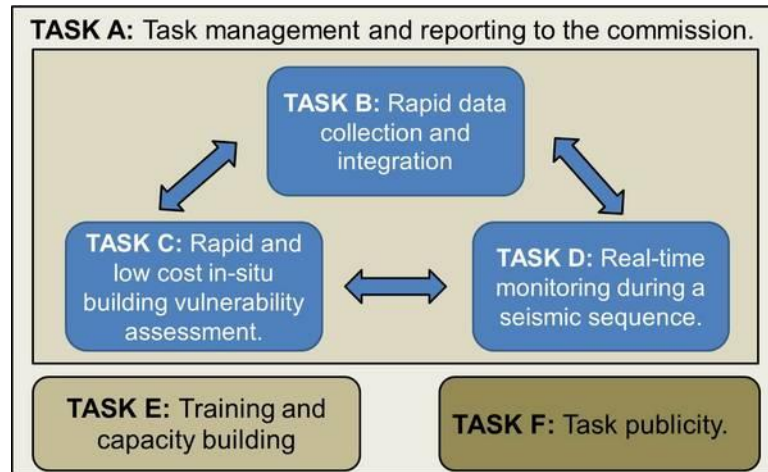 TASK A: Task management and reporting to the commission.
TASK B: Rapid data
collection and
integration
TASK C: Rapid and
low cost in-situ
building vulnerability
assessment.
TASK D: Real-time
monitoring during a
seismic sequence.
TASK E: Training and
capacity building
TASK F: Task publicity.